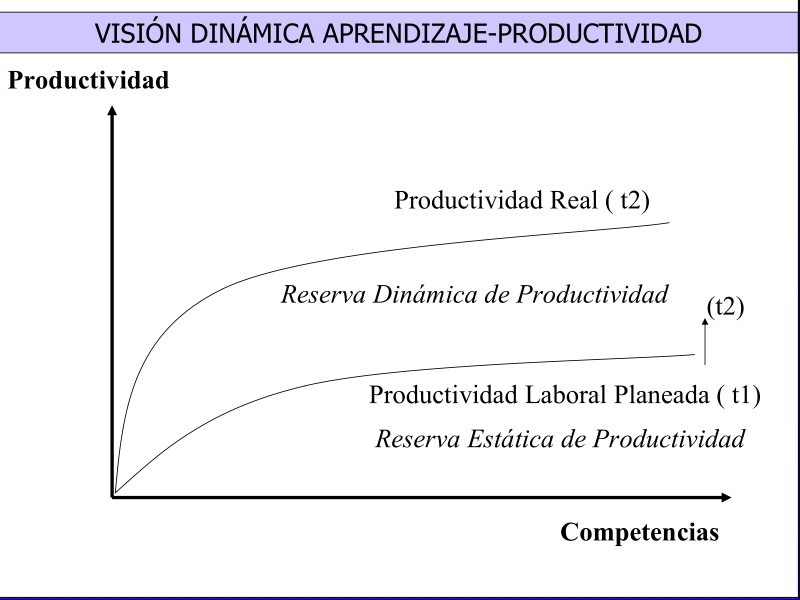 VISIÓN DINÁMICA APRENDIZAJE-PRODUCTIVIDAD
Productividad
Productividad Real ( t2)
Reserva Dinámica de Productividad
(t2)
Productividad Laboral Planeada ( t1)
Reserva Estática de Productividad
Competencias